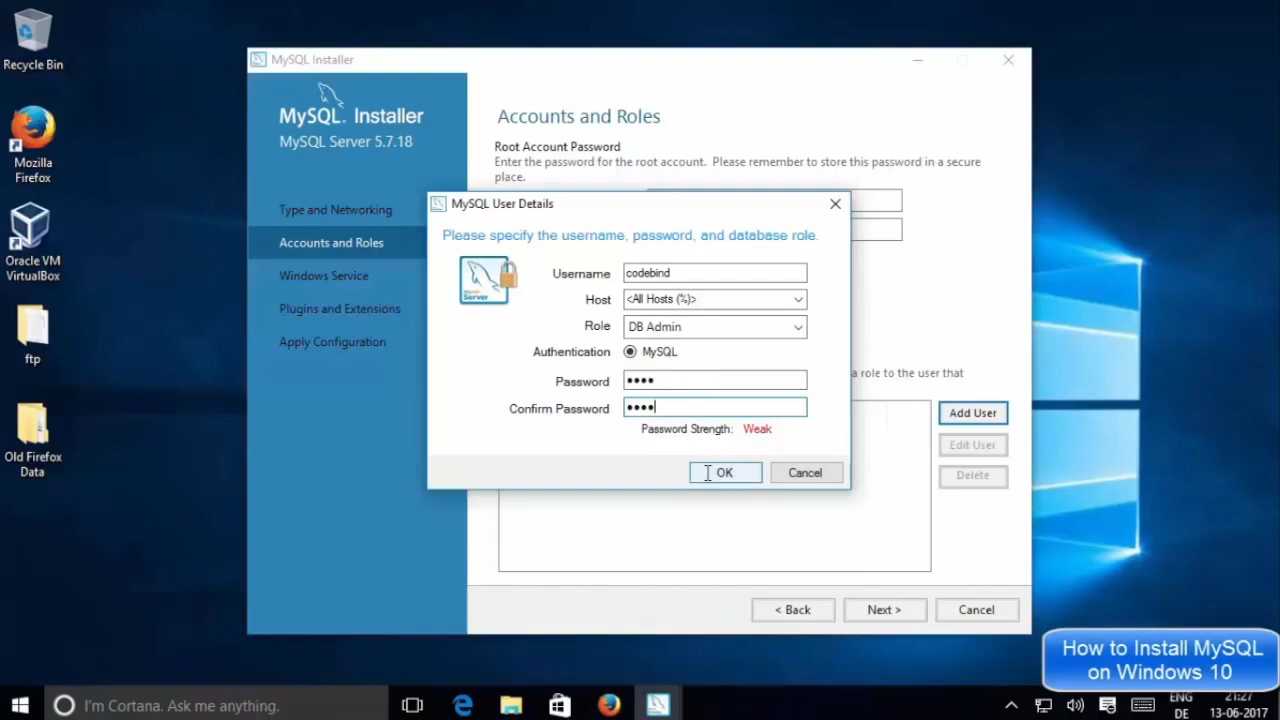 Recycle Bin
Mozilla
Firefox
Oracle VM
VirtualBox
ftp
Old Firefox
Data
MySQL Installer
MySQL. Installer
MySQL Server 5.7.18
Type and Networking
Accounts and Roles
Windows Service
Plugins and Extensions
Apply Configuration
Accounts and Roles
Root Account Password
Enter the password for the root account. Please remember to store this password in a secure
place.
MySQL User Details
Please specify the username, password, and database role.
Server
Username codebind
Host <All Hosts (%)>
Role DB Admin
Authentication MySQL
Password ••••
Confirm Password ••••
Password Strength: Weak
OK Cancel
a role to the user that
Add User
Edit User
Delete
< Back Next > Cancel
How to Install MySQL
on Windows 10
I'm Cortana. Ask me anything.
ENG
DE
21:27
13-06-2017